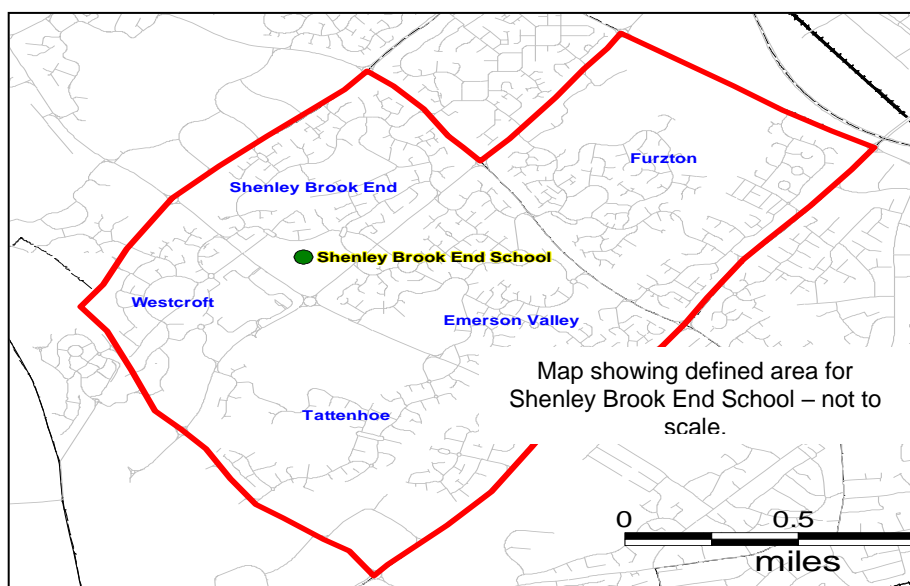 Furzton
Shenley Brook End
Shenley Brook End School
Westcroft
Emerson Valley
Map showing defined area for
Shenley Brook End School – not to
scale.
Tattenhoe
0 0.5
miles